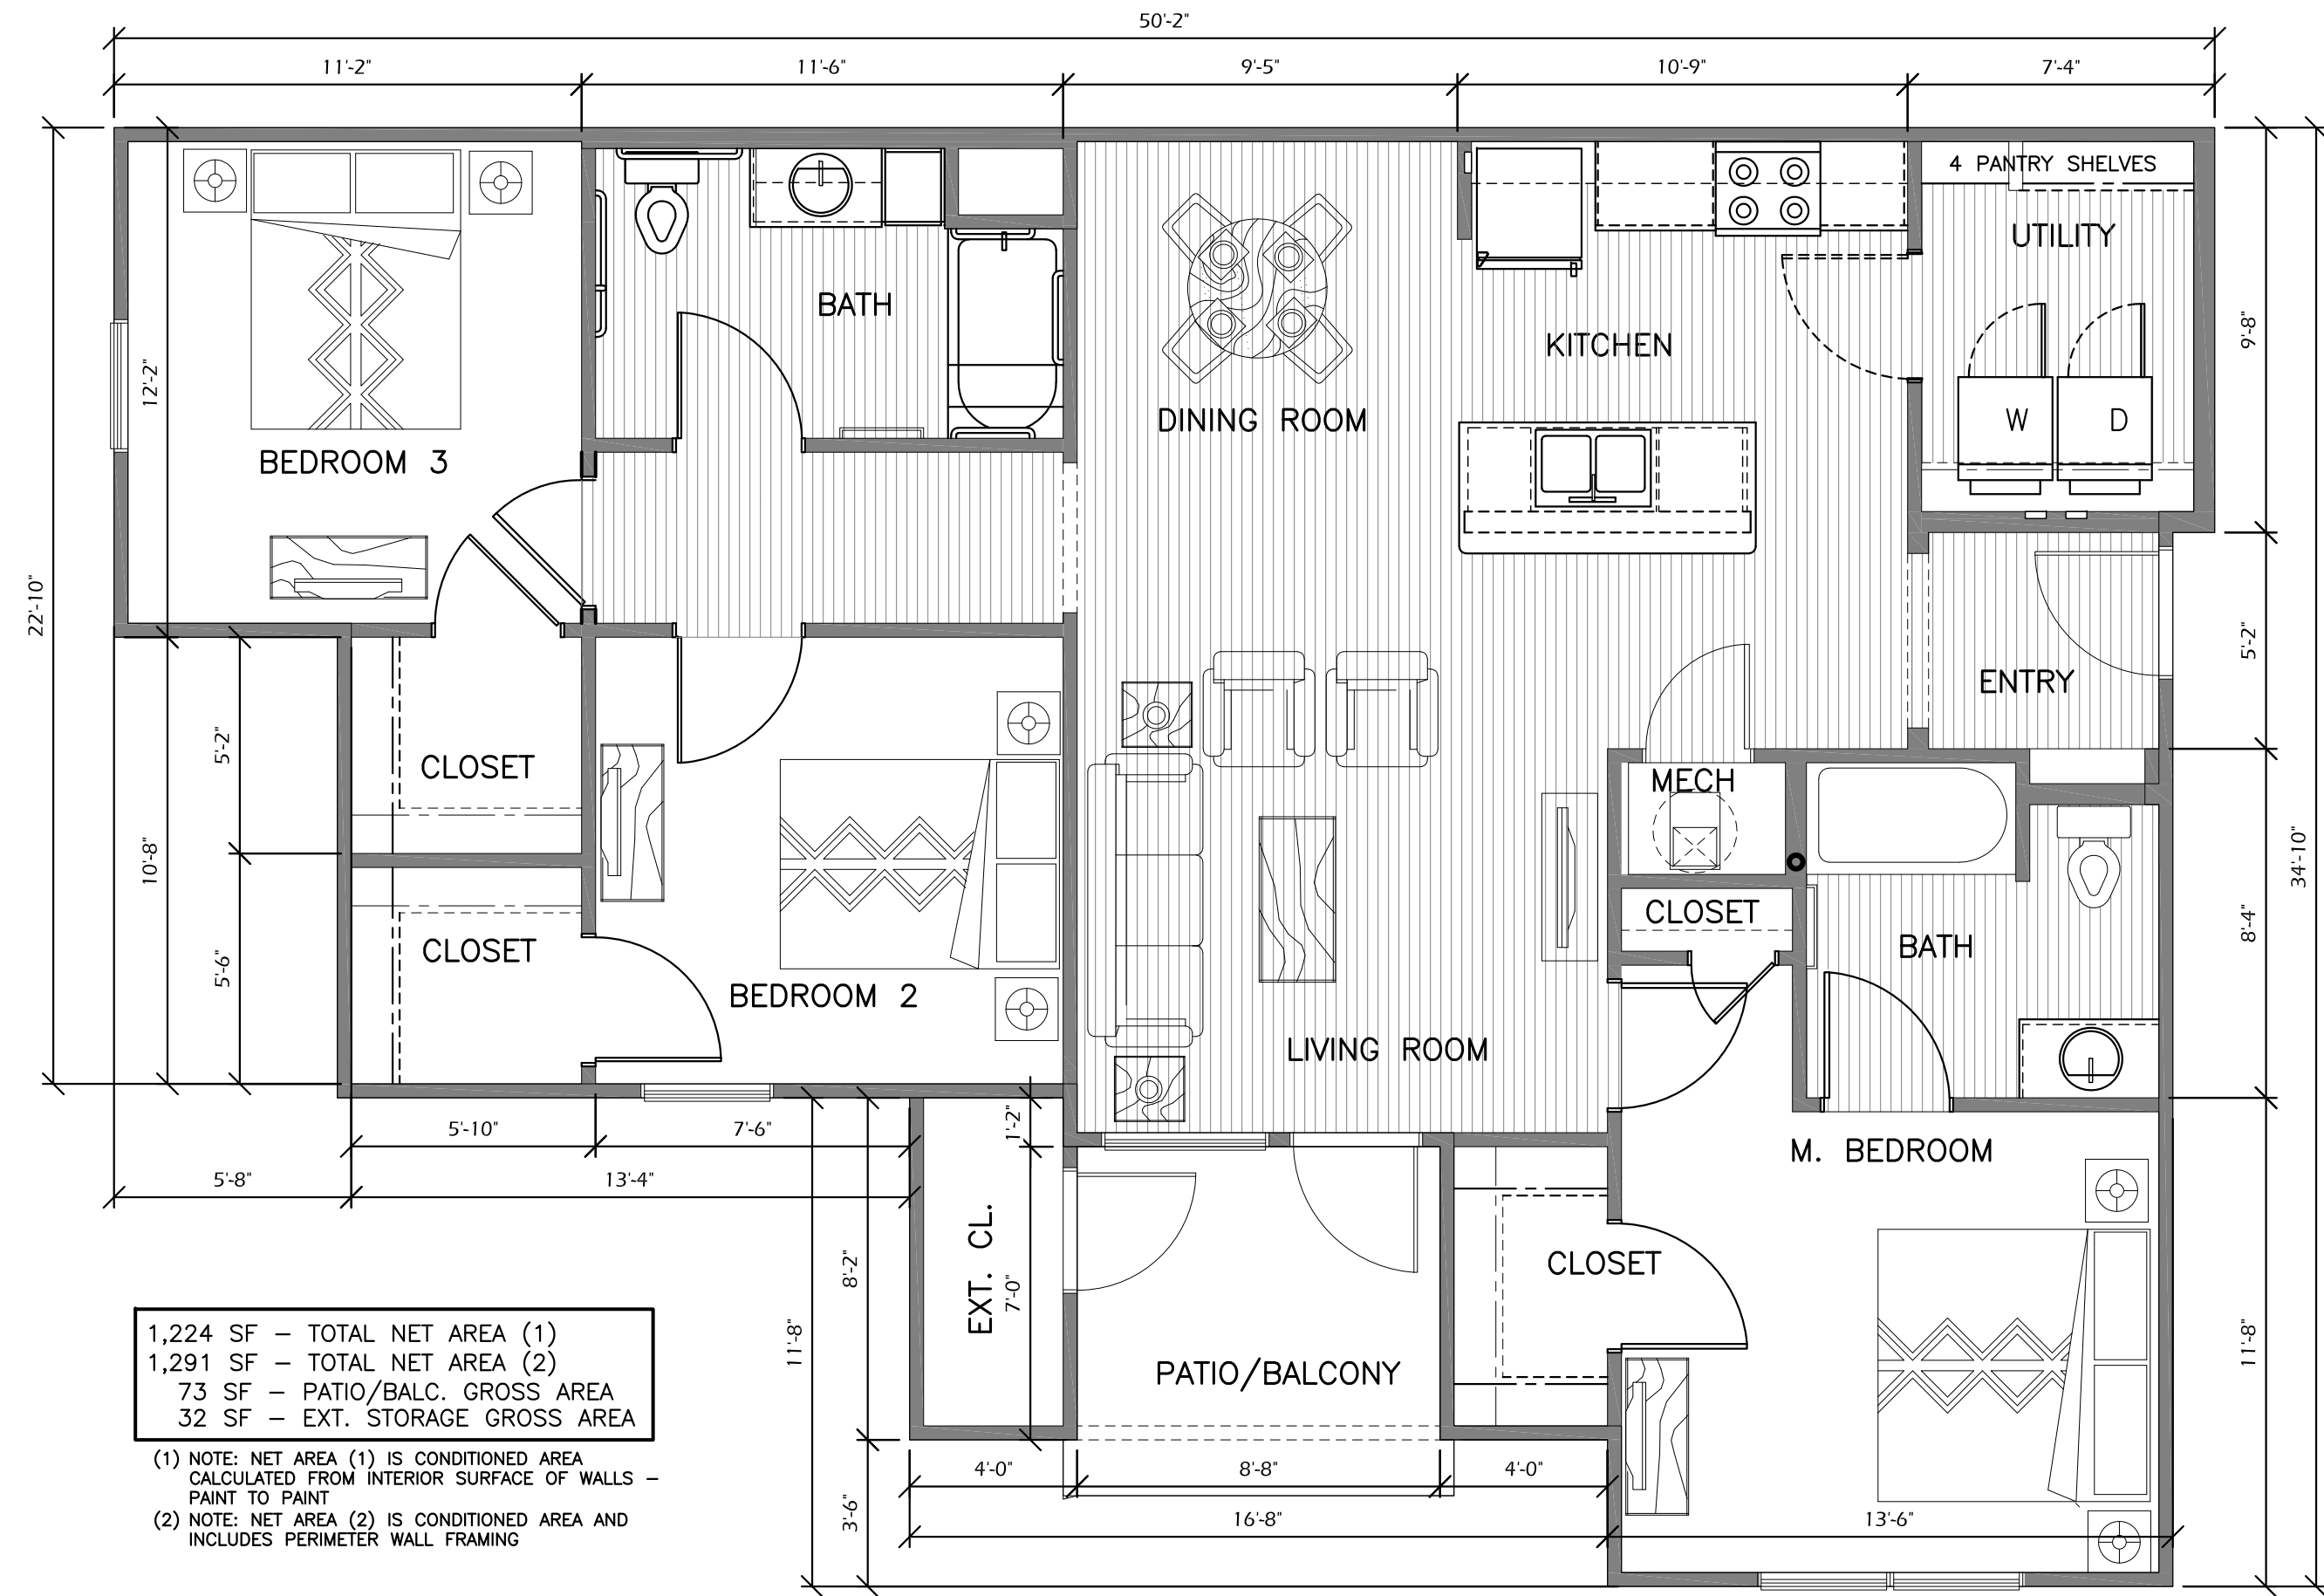 50'-2"
11'-2" 11'-6" 9'-5" 10'-9" 7'-4"
4 PANTRY SHELVES
UTILITY
BATH
KITCHEN
9'-8"
12'-2"
DINING ROOM
W D
BEDROOM 3
22'-10"
5'-2"
ENTRY
5'-2"
CLOSET
MECH
10'-8"
34'-10"
CLOSET
8'-4"
BATH
CLOSET
5'-6"
BEDROOM 2
LIVING ROOM
1'-2"
5'-10" 7'-6"
M. BEDROOM
5'-8" 13'-4"
EXT. CL.
7'-0"
8'-2"
CLOSET
11'-8"
11'-8"
PATIO/BALCONY
1,224 SF – TOTAL NET AREA (1)
1,291 SF – TOTAL NET AREA (2)
73 SF – PATIO/BALC. GROSS AREA
32 SF – EXT. STORAGE GROSS AREA
(1) NOTE: NET AREA (1) IS CONDITIONED AREA
CALCULATED FROM INTERIOR SURFACE OF WALLS –
PAINT TO PAINT
(2) NOTE: NET AREA (2) IS CONDITIONED AREA AND
INCLUDES PERIMETER WALL FRAMING
4'-0" 8'-8" 4'-0"
3'-6"
16'-8" 13'-6"